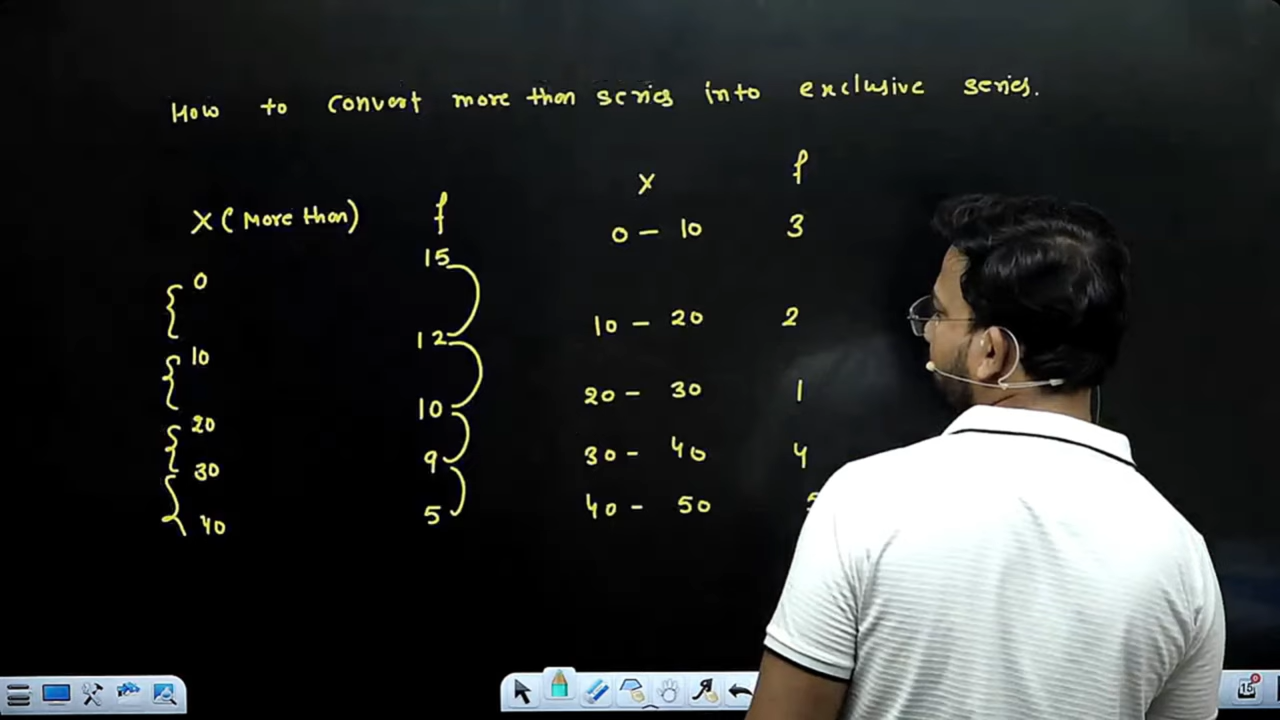 How to convert more than series into exclusive series.
X (More than) f
0 15
10 12
20 10
30 9
40 5
X f
0 - 10 3
10 - 20 2
20 - 30 1
30 - 40 4
40 - 50
15